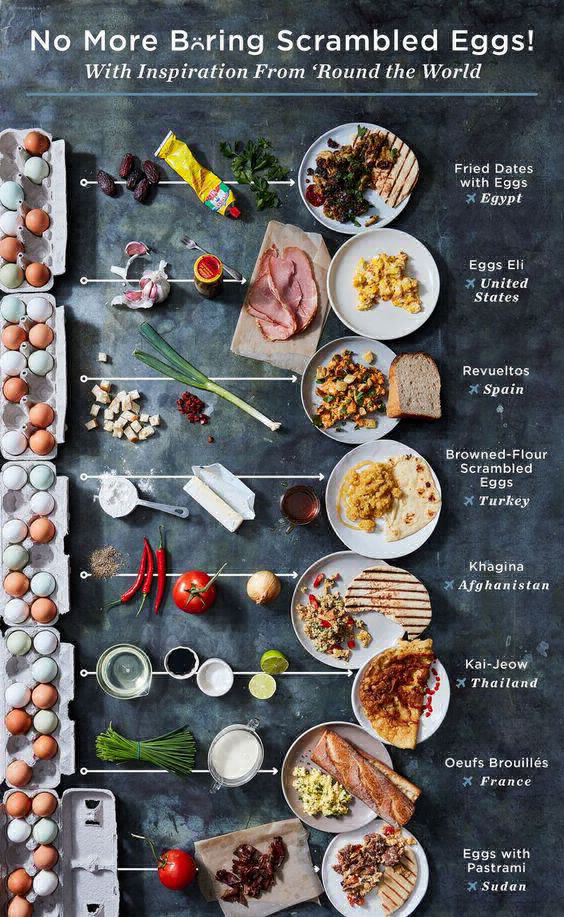 No More Boring Scrambled Eggs!
With Inspiration From ‘Round the World
Fried Dates
with Eggs
Egypt
Eggs Eli
United
States
Revueltos
Spain
Browned-Flour
Scrambled
Eggs
Turkey
Khagina
Afghanistan
Kai-Jeow
Thailand
Oeufs Brouillés
France
Eggs with
Pastrami
Sudan